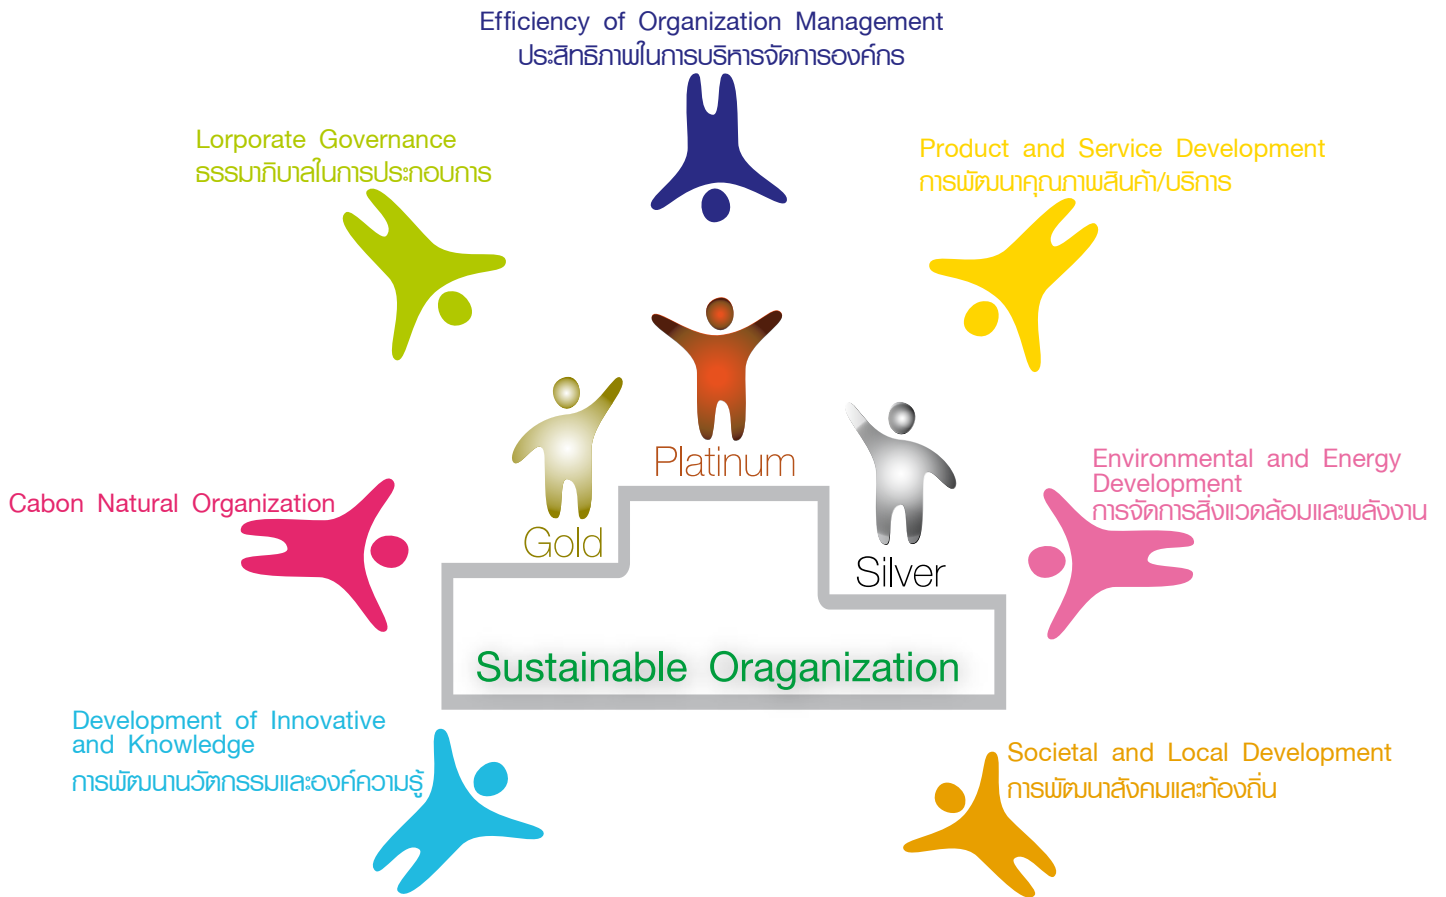 Efficiency of Organization Management
ประสิทธิภาพในการบริหารจัดการองค์กร
Lorporate Governance
ธรรมาภิบาลในการประกอบการ
Product and Service Development
การพัฒนาคุณภาพสินค้า/บริการ
Platinum
Gold
Silver
Cabon Natural Organization
Environmental and Energy
Development
การจัดการสิ่งแวดล้อมและพลังงาน
Sustainable Oraganization
Development of Innovative
and Knowledge
การพัฒนานวัตกรรมและองค์ความรู้
Societal and Local Development
การพัฒนาสังคมและท้องถิ่น